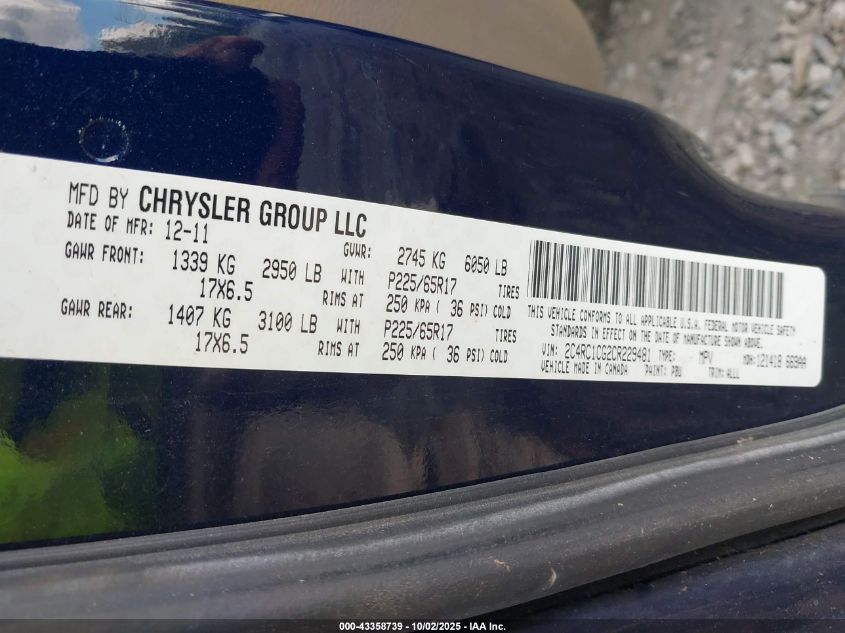 MFD BY CHRYSLER GROUP LLC
DATE OF MFR: 12-11 GVWR: 2745 KG 6050 LB
GAWR FRONT: 1339 KG 2950 LB WITH P225/65R17 TIRES
17X6.5 RIMS AT 250 KPA ( 36 PSI) COLD
GAWR REAR: 1407 KG 3100 LB WITH P225/65R17 TIRES
17X6.5 RIMS AT 250 KPA ( 36 PSI) COLD
THIS VEHICLE CONFORMS TO ALL APPLICABLE U.S.A. FEDERAL MOTOR VEHICLE SAFETY
STANDARDS IN EFFECT ON THE DATE OF MANUFACTURE SHOWN ABOVE.
VIN: 2C4RC1CG2CR229481 TYPE: MPV MDH: 121418
VEHICLE MADE IN CANADA PAINT: PBU TRIM:
000-43358739 - 10/02/2025 - IAA Inc.